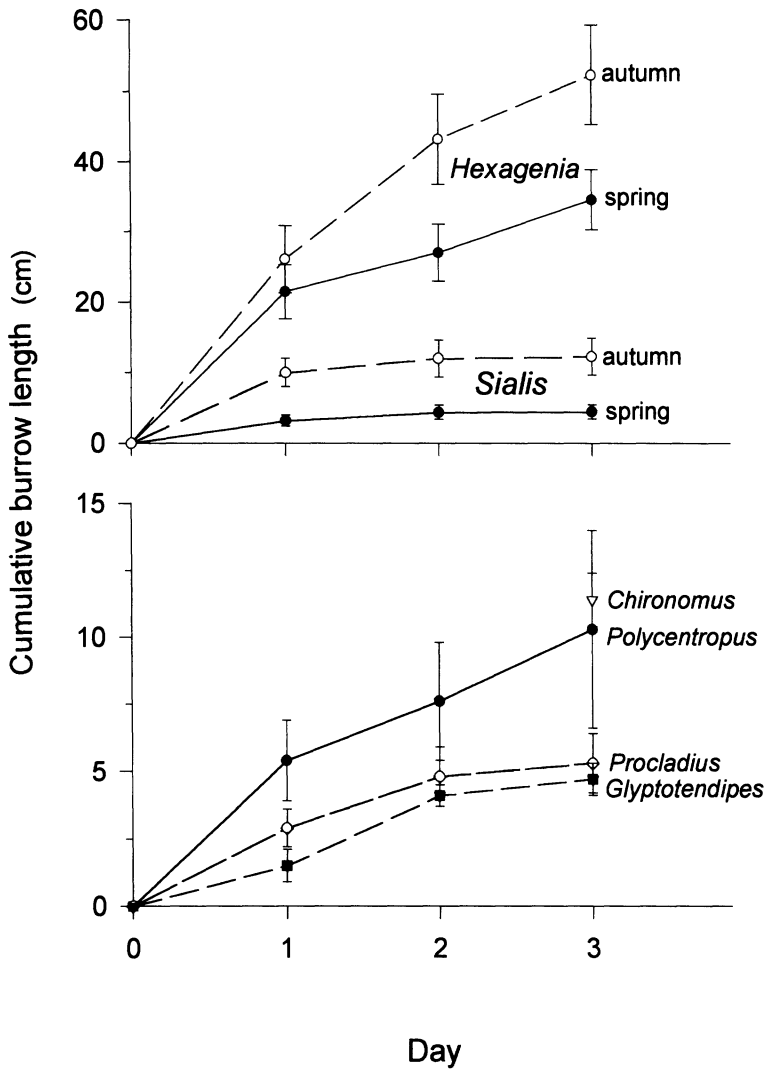 60
autumn
40
Hexagenia
spring
20
autumn
Sialis
spring
0
Cumulative burrow length (cm)
15
Chironomus
10
Polycentropus
Procladius
5
Glyptotendipes
0
0 1 2 3
Day